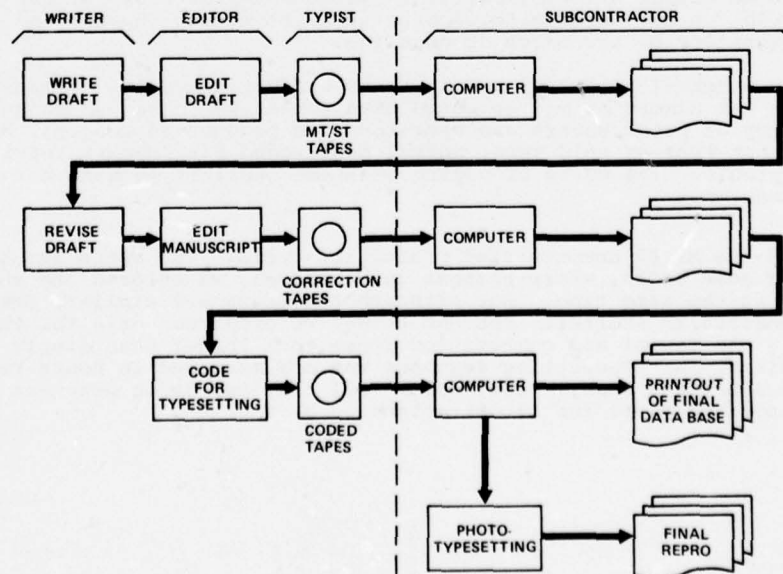 WRITER EDITOR TYPIST SUBCONTRACTOR
WRITE
DRAFT
EDIT
DRAFT
MT/ST
TAPES
COMPUTER
REVISE
DRAFT
EDIT
MANUSCRIPT
CORRECTION
TAPES
COMPUTER
CODE
FOR
TYPESETTING
CODED
TAPES
COMPUTER
PRINTOUT
OF FINAL
DATA BASE
PHOTO-
TYPESETTING
FINAL
REPRO